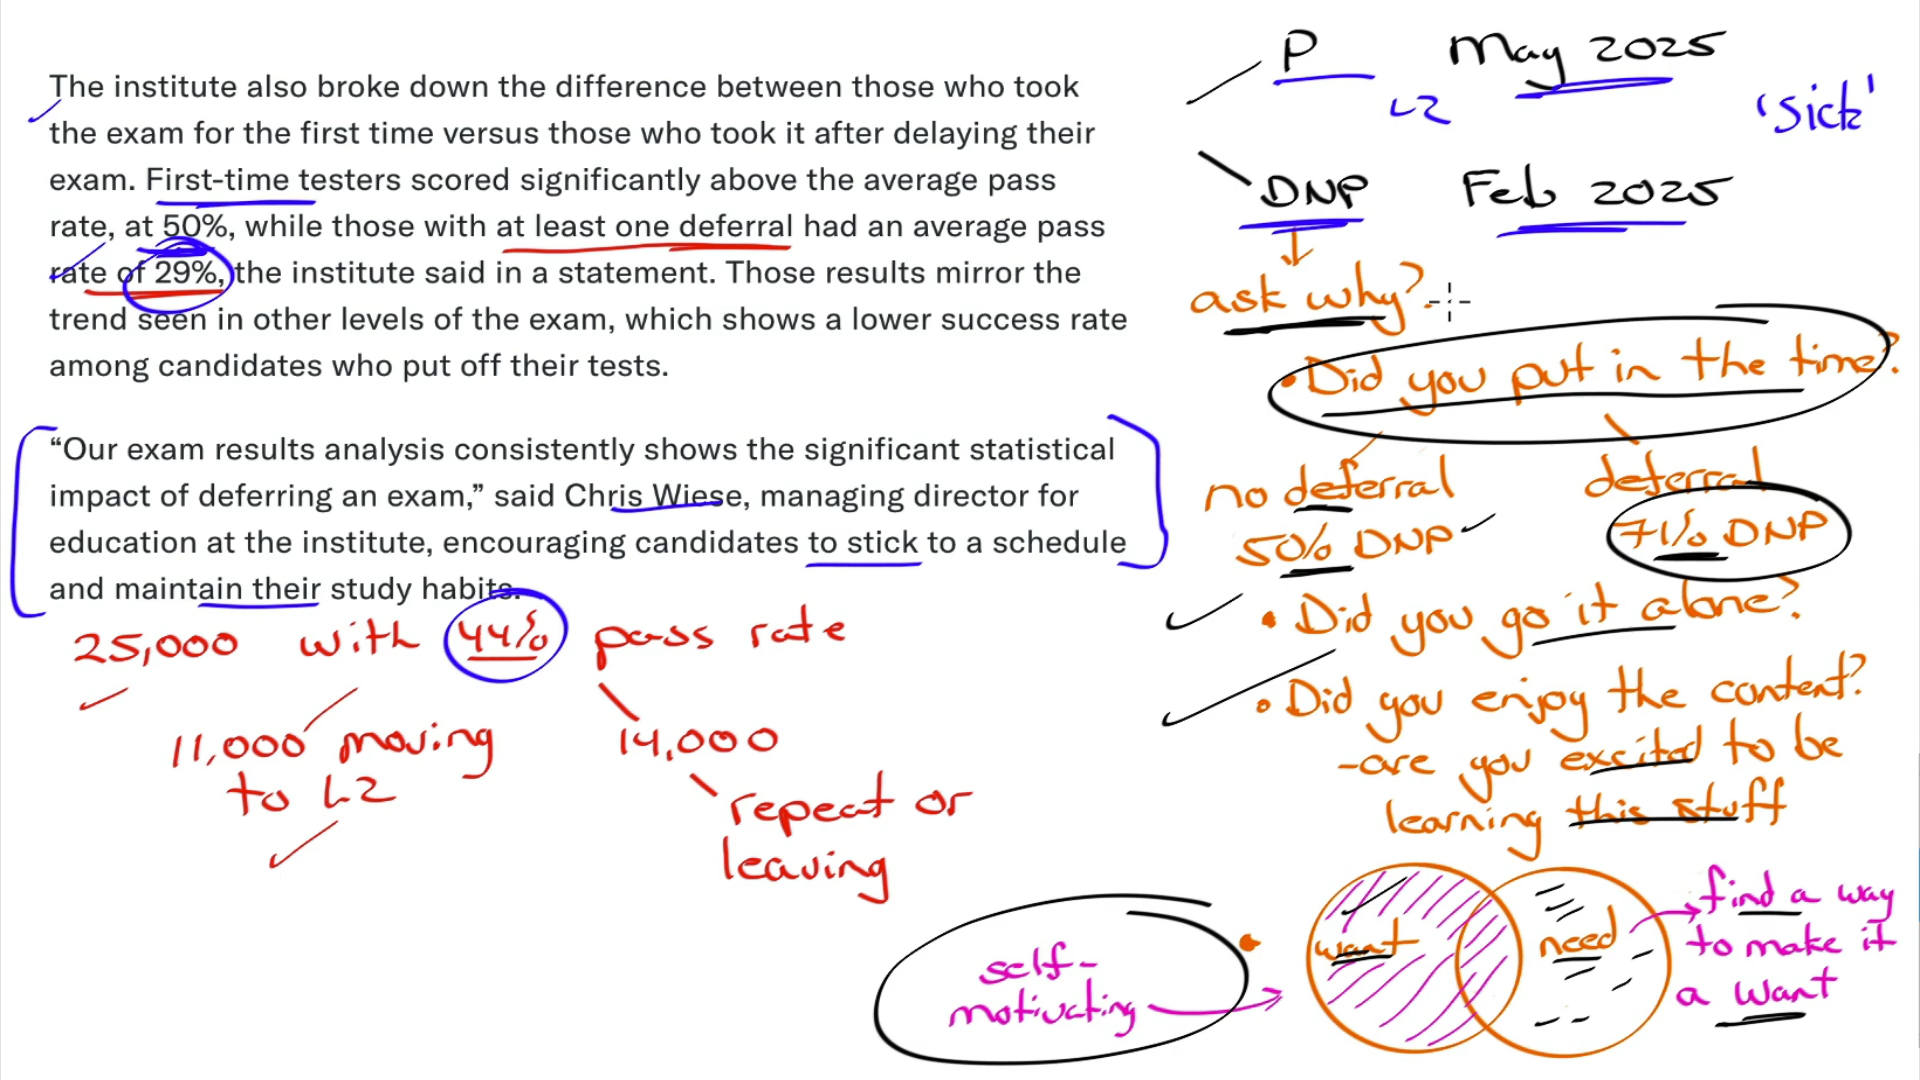 The institute also broke down the difference between those who took
the exam for the first time versus those who took it after delaying their
exam. First-time testers scored significantly above the average pass
rate, at 50%, while those with at least one deferral had an average pass
rate of 29%, the institute said in a statement. Those results mirror the
trend seen in other levels of the exam, which shows a lower success rate
among candidates who put off their tests.
“Our exam results analysis consistently shows the significant statistical
impact of deferring an exam,” said Chris Wiese, managing director for
education at the institute, encouraging candidates to stick to a schedule
and maintain their study habits.
25,000 with 44% pass rate
11,000 moving
to L2
14,000
repeat or
leaving
P May 2025
L2 'sick'
DNP Feb 2025
ask why?
• Did you put in the time?
no deferral
50% DNP
deferral
71% DNP
• Did you go it alone?
• Did you enjoy the content?
-are you excited to be
learning this stuff
self-
motivating
want
need
find a way
to make it
a want